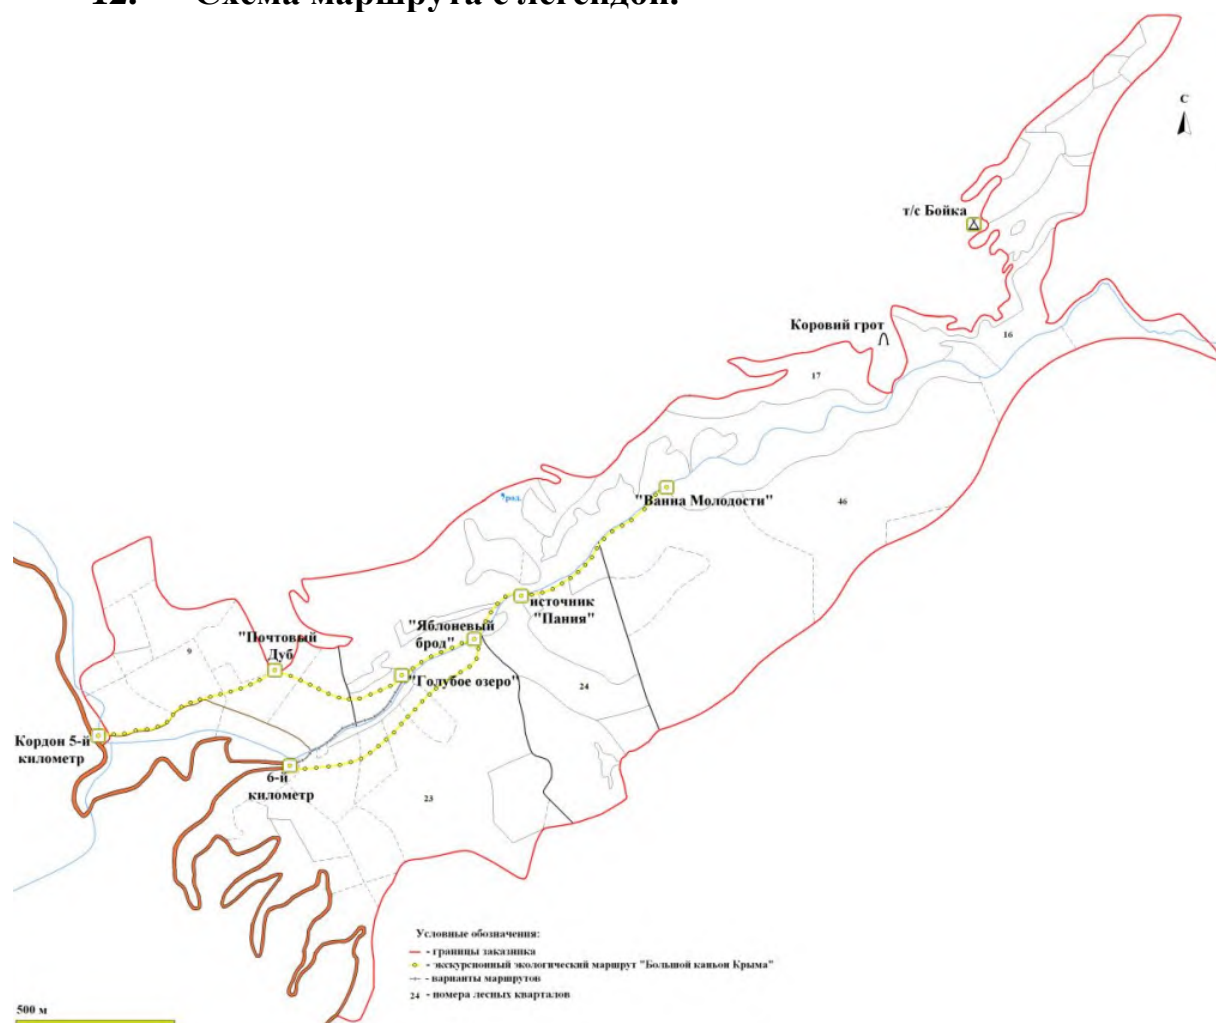 12. Схема маршрута с легендой.
С
т/с Бойка
Коровий грот
16
17
"Ванна Молодости"
46
род.
источник
"Пания"
"Яблоневый
брод"
"Почтовый
Дуб"
9
"Голубое озеро"
24
Кордон 5-й
километр
6-й
километр
23
Условные обозначения:
- границы заказника
- экскурсионный экологический маршрут "Большой каньон Крыма"
- варианты маршрутов
24 - номера лесных кварталов
500 м